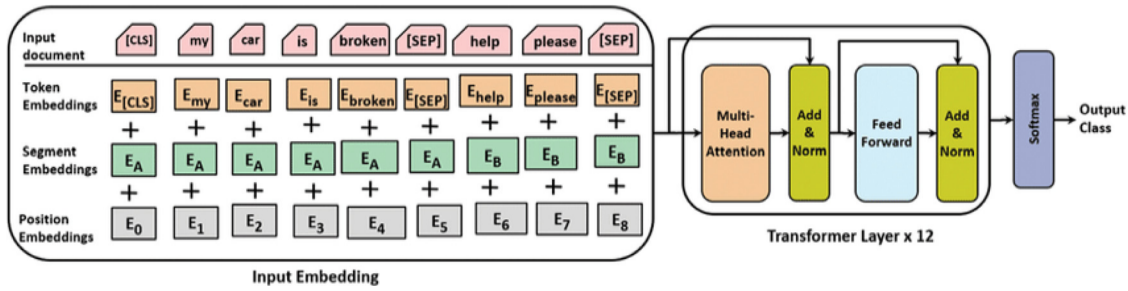 Input document [CLS] my car is broken [SEP] help please [SEP]
Token Embeddings E[CLS] Emy Ecar Eis Ebroken E[SEP] Ehelp Eplease E[SEP]
+ + + + + + + + +
Segment Embeddings EA EA EA EA EA EA EB EB EB
+ + + + + + + + +
Position Embeddings E0 E1 E2 E3 E4 E5 E6 E7 E8
Input Embedding
Multi-Head Attention
Add & Norm
Feed Forward
Add & Norm
Transformer Layer x 12
Softmax
Output Class